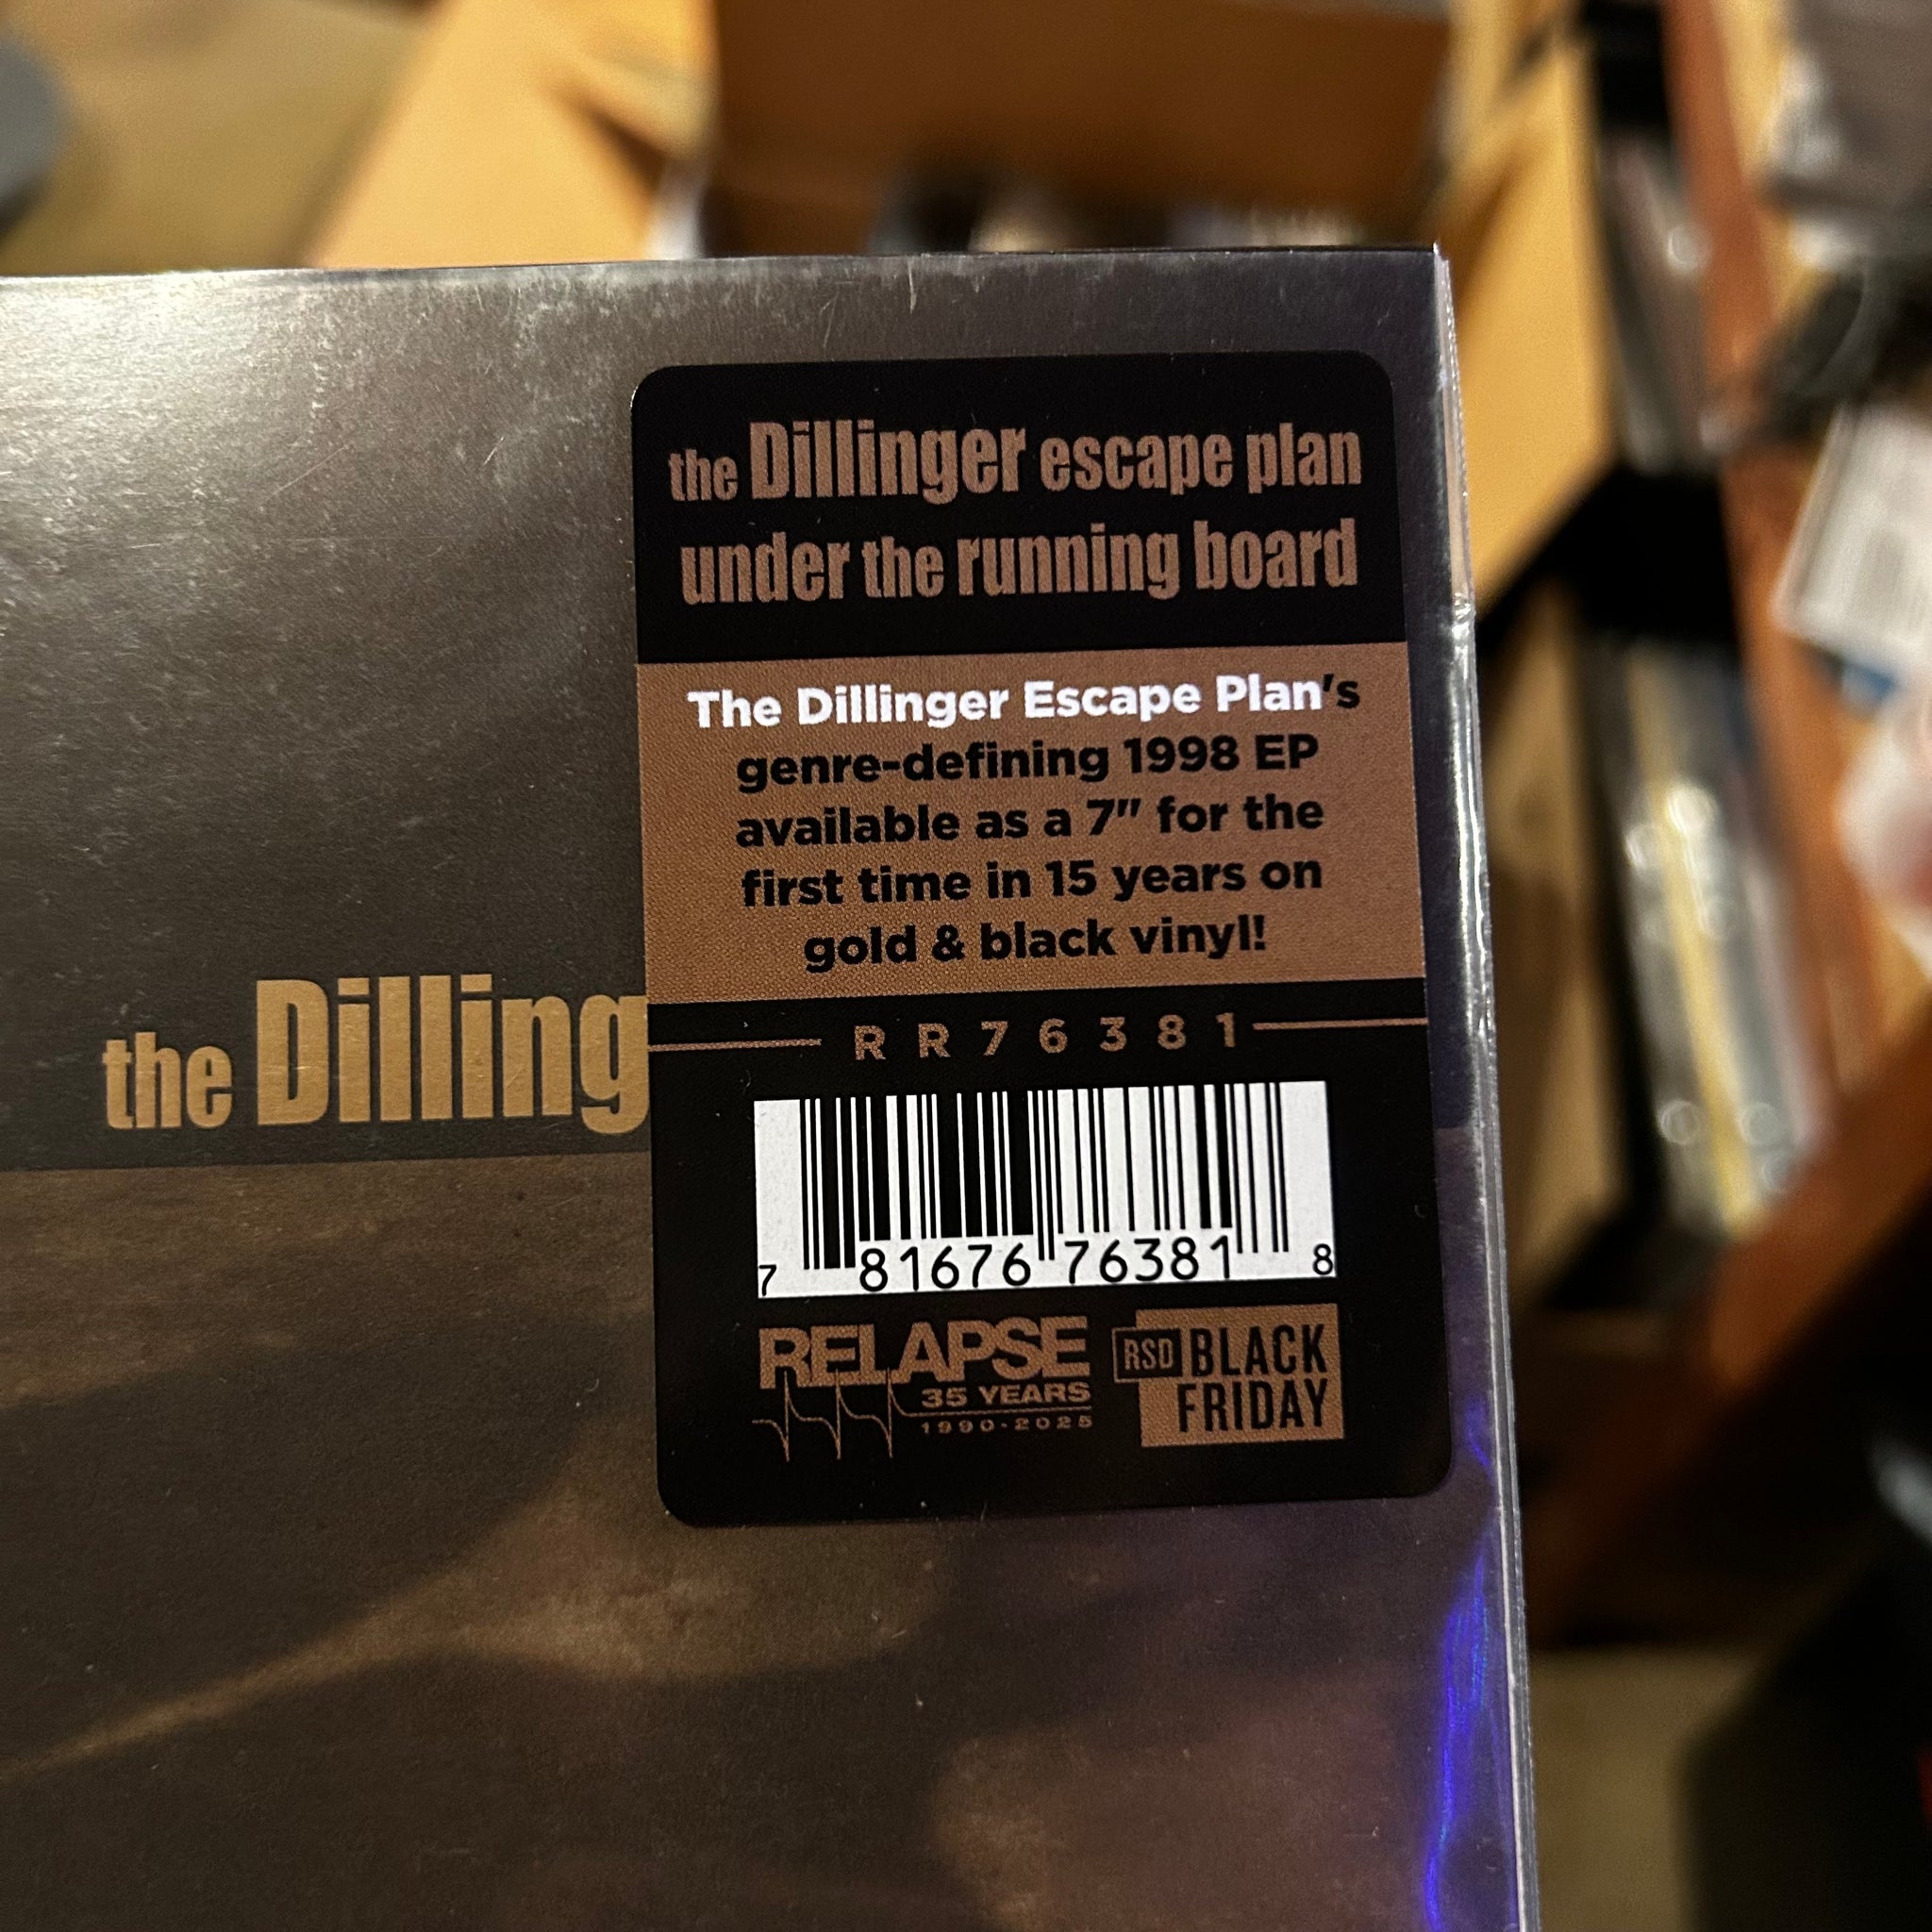 the Dillinger escape plan
under the running board
The Dillinger Escape Plan's
genre-defining 1998 EP
available as a 7" for the
first time in 15 years on
gold & black vinyl!
RR76381
7 81676 76381 8
RELAPSE
35 YEARS
1990-2025
RSD BLACK
FRIDAY
the Dilling